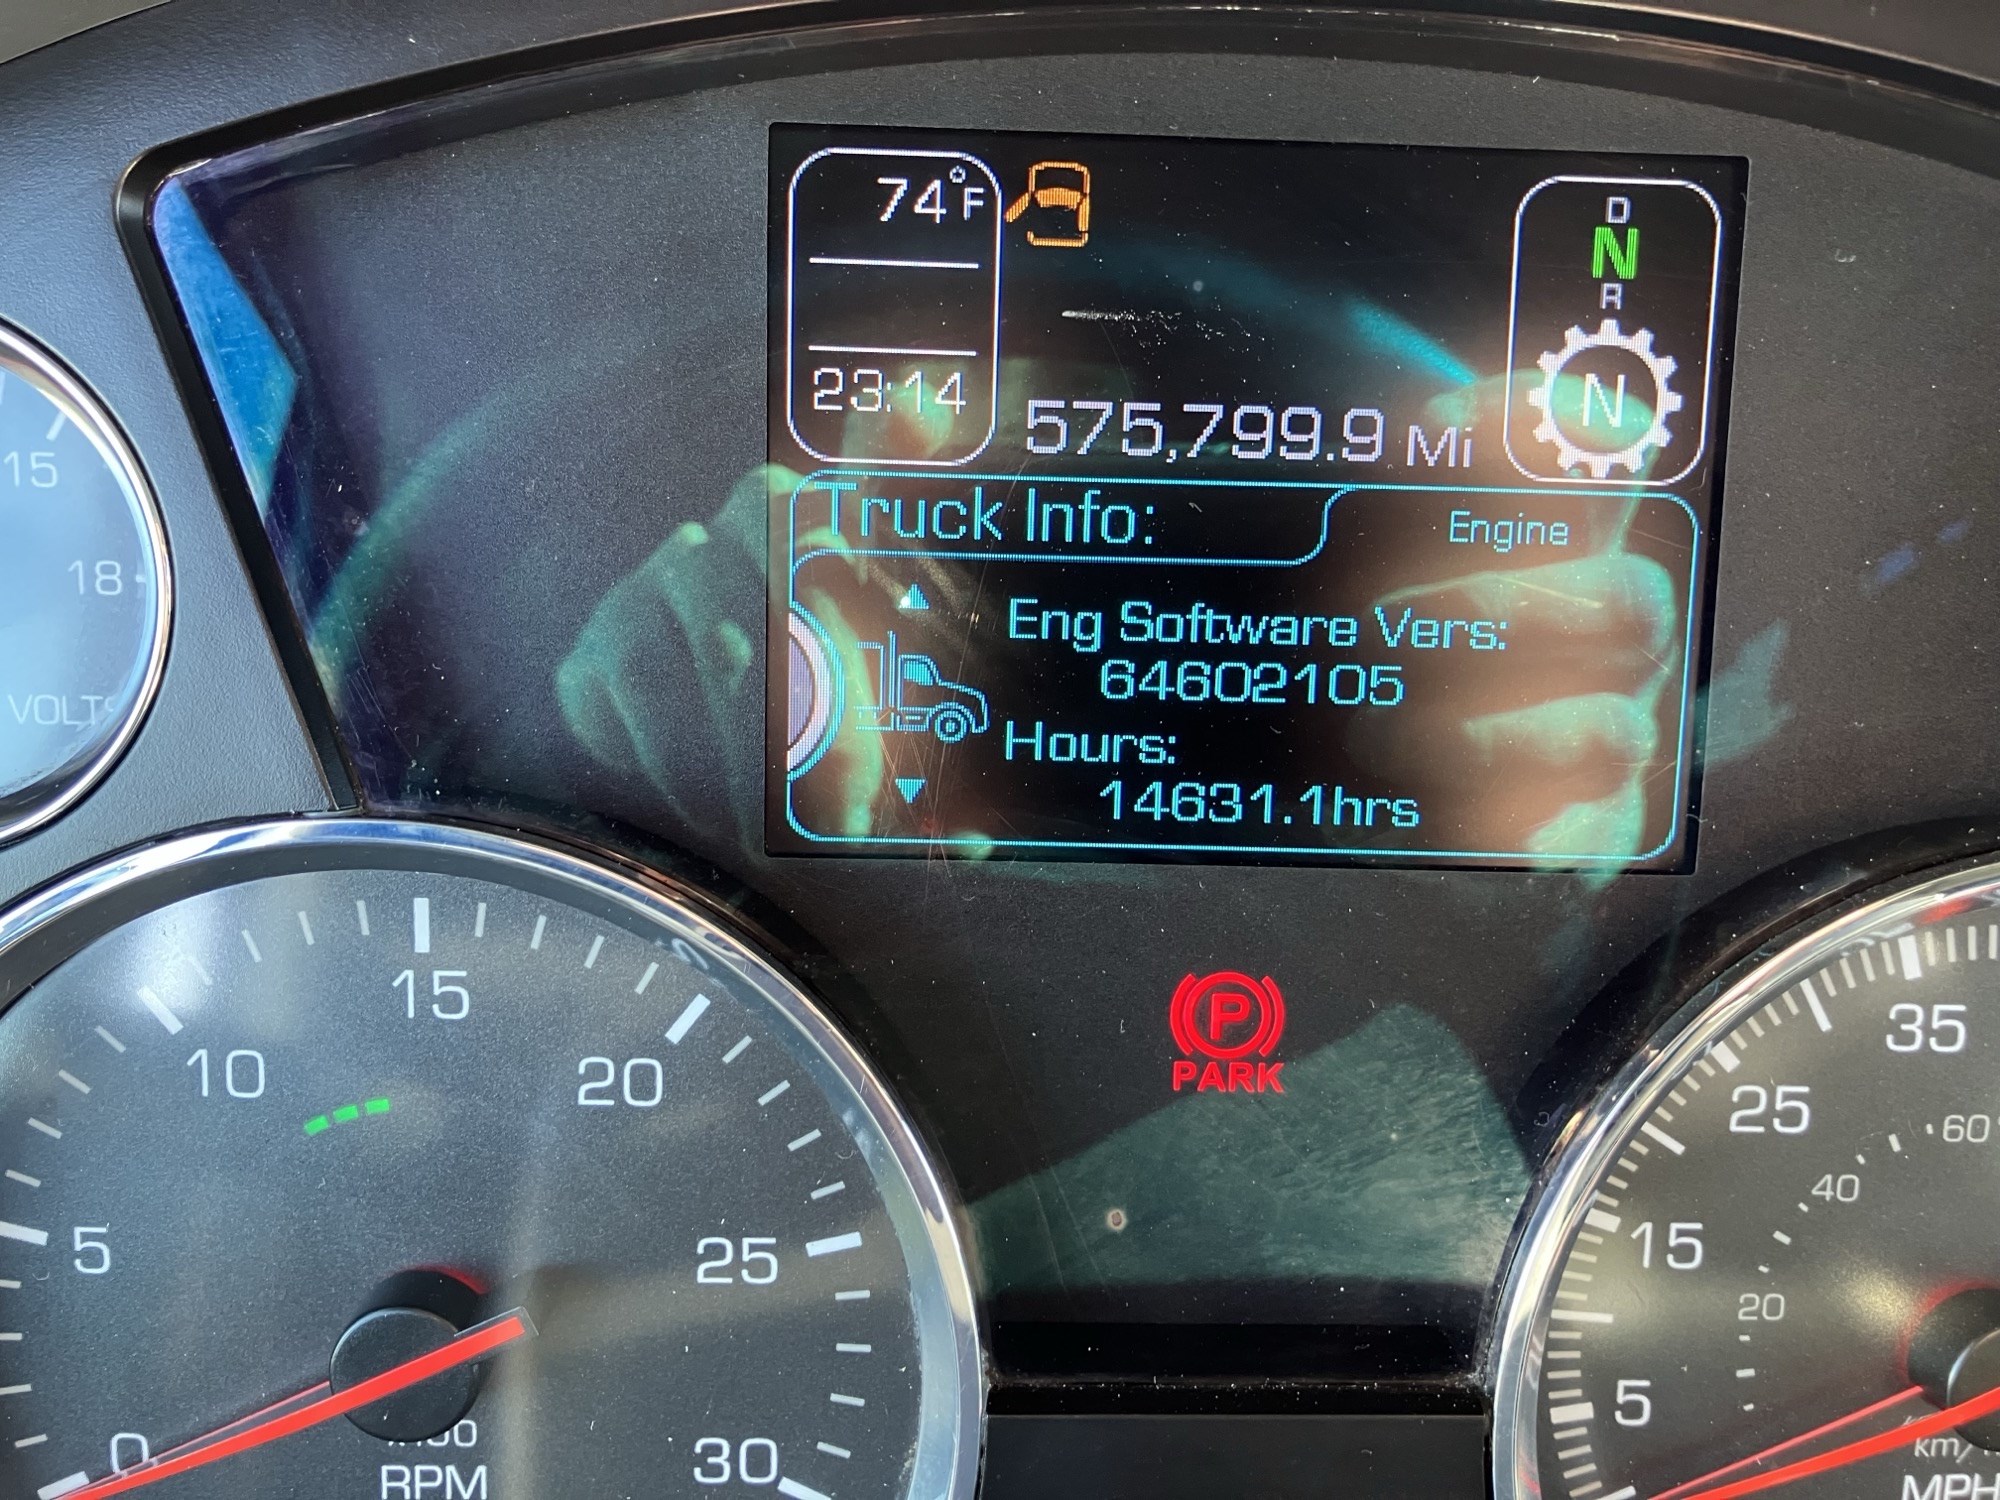 74°F
23:14
575,799.9 Mi
D
N
R
N
Truck Info:
Engine
Eng Software Vers:
64602105
Hours:
14631.1hrs
15
18
VOLTS
P
PARK
0
5
10
15
20
25
30
RPM
5
15
25
35
20
40
60
km/
MPH